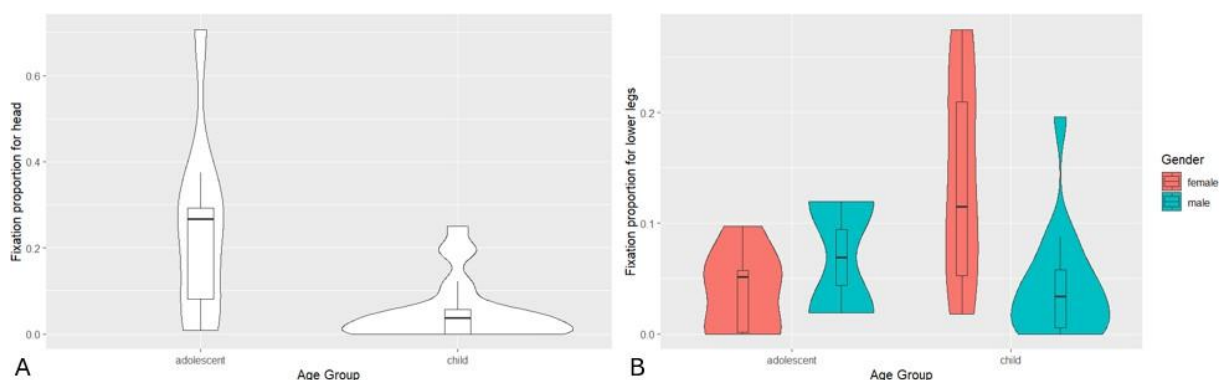 Fixation proportion for head
0.6
0.4
0.2
0.0
adolescent
child
Age Group
A
Fixation proportion for lower legs
0.2
0.1
0.0
adolescent
child
Age Group
B
Gender
female
male